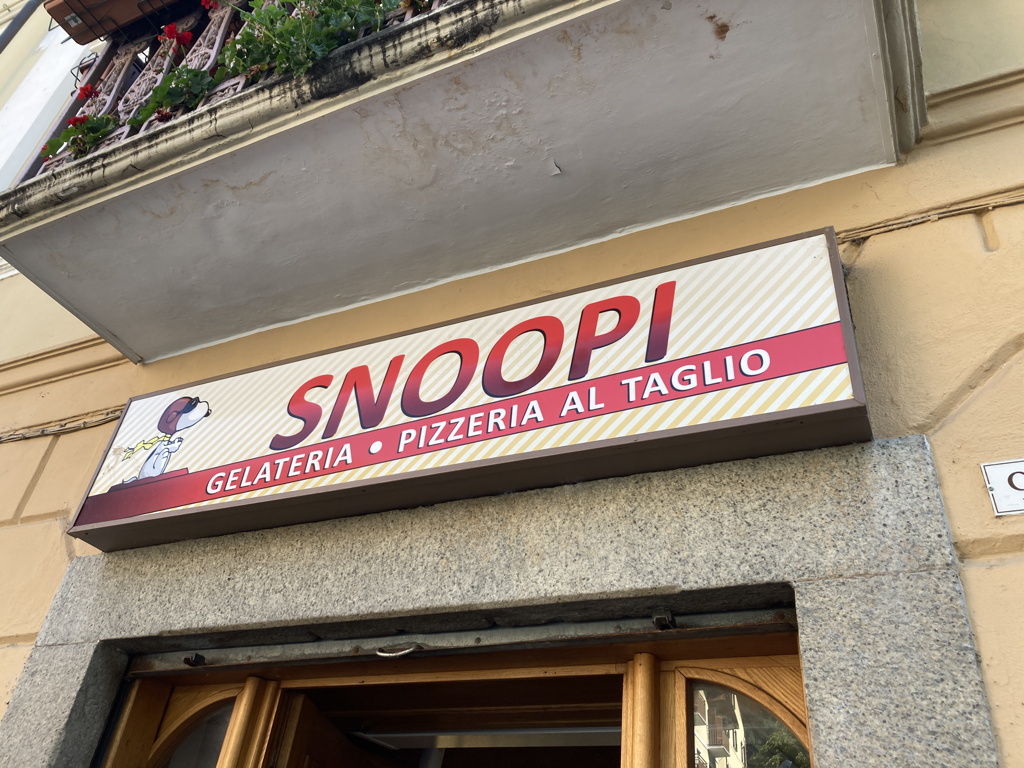 SNOOPI
GELATERIA • PIZZERIA AL TAGLIO